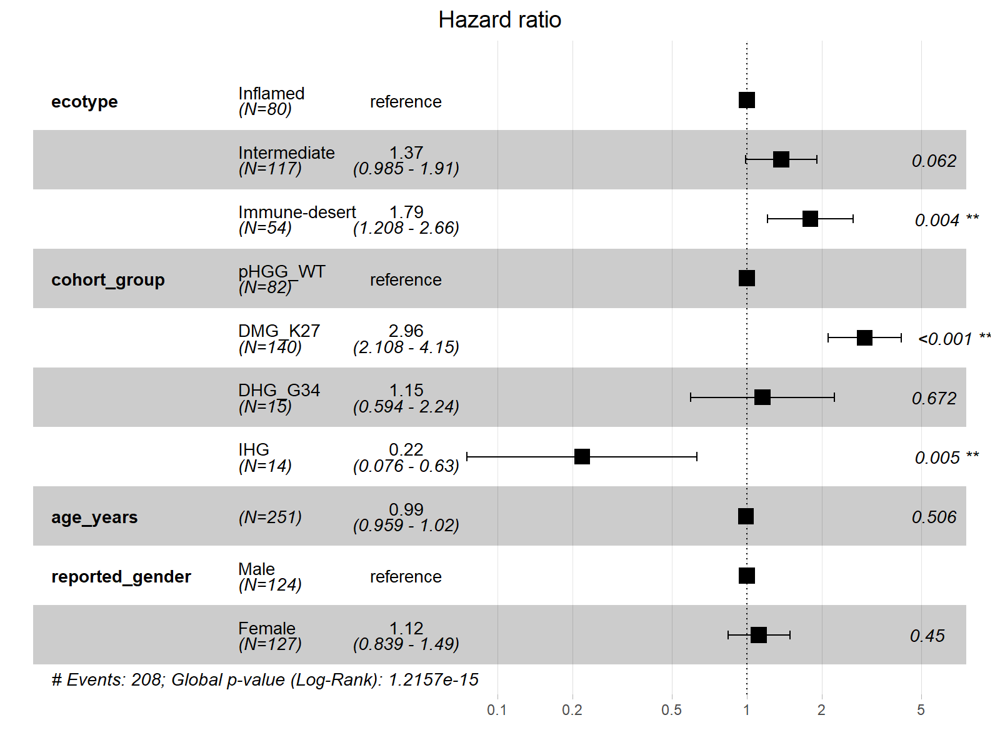 Hazard ratio
ecotype
Inflamed
(N=80)
reference
Intermediate
(N=117)
1.37
(0.985 - 1.91)
0.062
Immune-desert
(N=54)
1.79
(1.208 - 2.66)
0.004 **
cohort_group
pHGG_WT
(N=82)
reference
DMG_K27
(N=140)
2.96
(2.108 - 4.15)
<0.001 **
DHG_G34
(N=15)
1.15
(0.594 - 2.24)
0.672
IHG
(N=14)
0.22
(0.076 - 0.63)
0.005 **
age_years
(N=251)
0.99
(0.959 - 1.02)
0.506
reported_gender
Male
(N=124)
reference
Female
(N=127)
1.12
(0.839 - 1.49)
0.45
# Events: 208; Global p-value (Log-Rank): 1.2157e-15
0.1 0.2 0.5 1 2 5